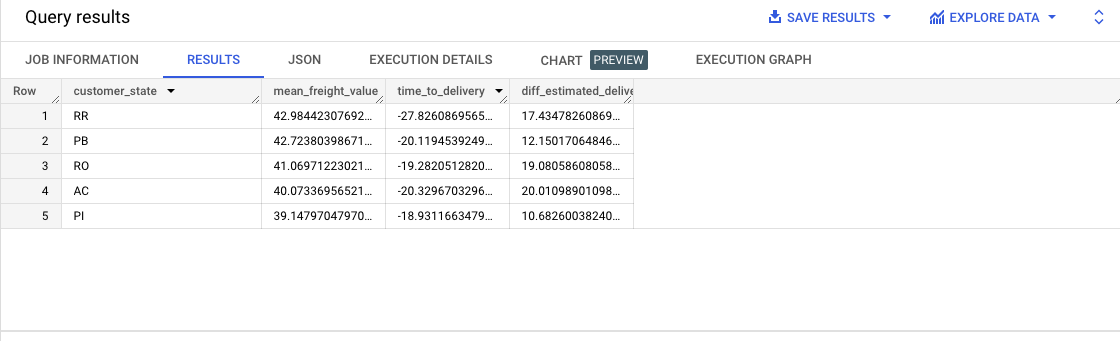 Query results SAVE RESULTS EXPLORE DATA
JOB INFORMATION RESULTS JSON EXECUTION DETAILS CHART PREVIEW EXECUTION GRAPH
Row customer_state mean_freight_value time_to_delivery diff_estimated_delive
1 RR 42.98442307692... -27.8260869565... 17.43478260869...
2 PB 42.72380398671... -20.1194539249... 12.15017064846...
3 RO 41.06971223021... -19.2820512820... 19.08058608058...
4 AC 40.07336956521... -20.3296703296... 20.01098901098...
5 PI 39.14797047970... -18.9311663479... 10.68260038240...